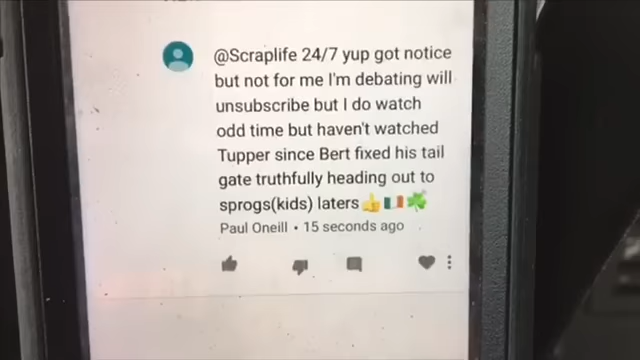 @Scraplife 24/7 yup got notice
but not for me I'm debating will
unsubscribe but I do watch
odd time but haven't watched
Tupper since Bert fixed his tail
gate truthfully heading out to
sprogs(kids) laters👍🇮🇪☘️
Paul Oneill • 15 seconds ago